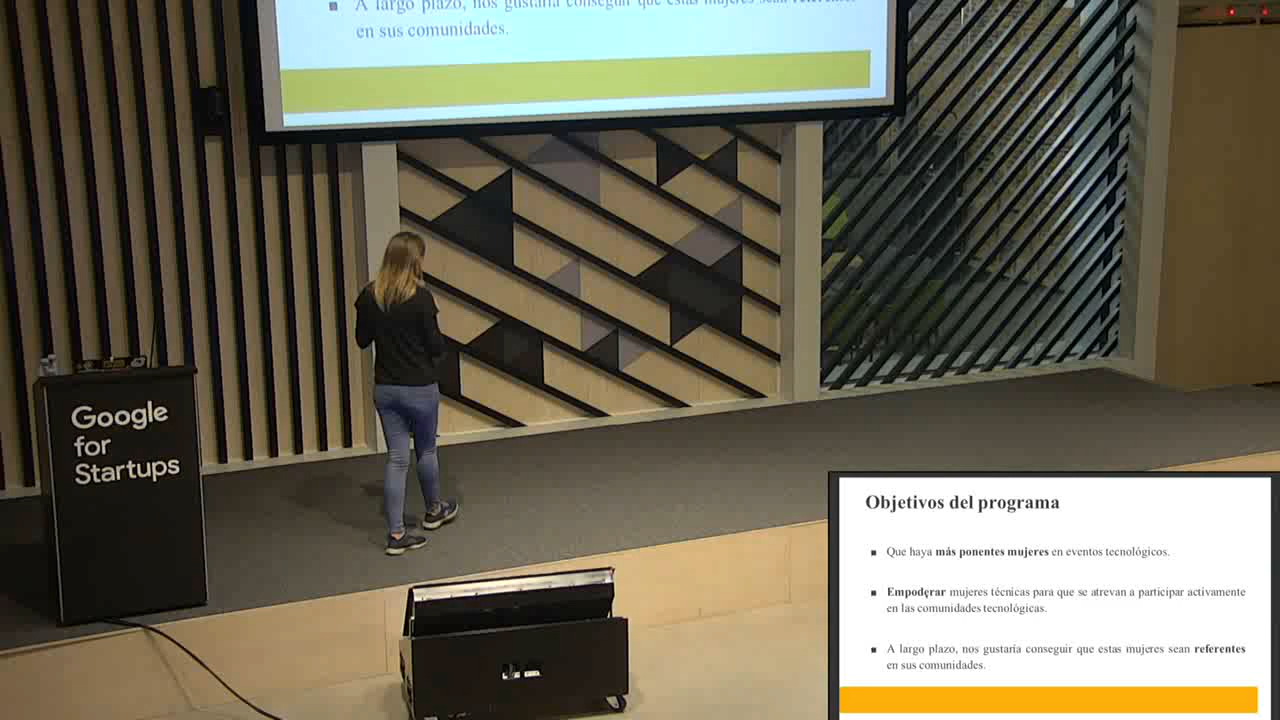 A largo plazo, nos gustaría conseguir que estas mujeres sean referentes
en sus comunidades.
Google
for
Startups
Objetivos del programa
▪ Que haya más ponentes mujeres en eventos tecnológicos.
▪ Empoderar mujeres técnicas para que se atrevan a participar activamente
en las comunidades tecnológicas.
▪ A largo plazo, nos gustaría conseguir que estas mujeres sean referentes
en sus comunidades.